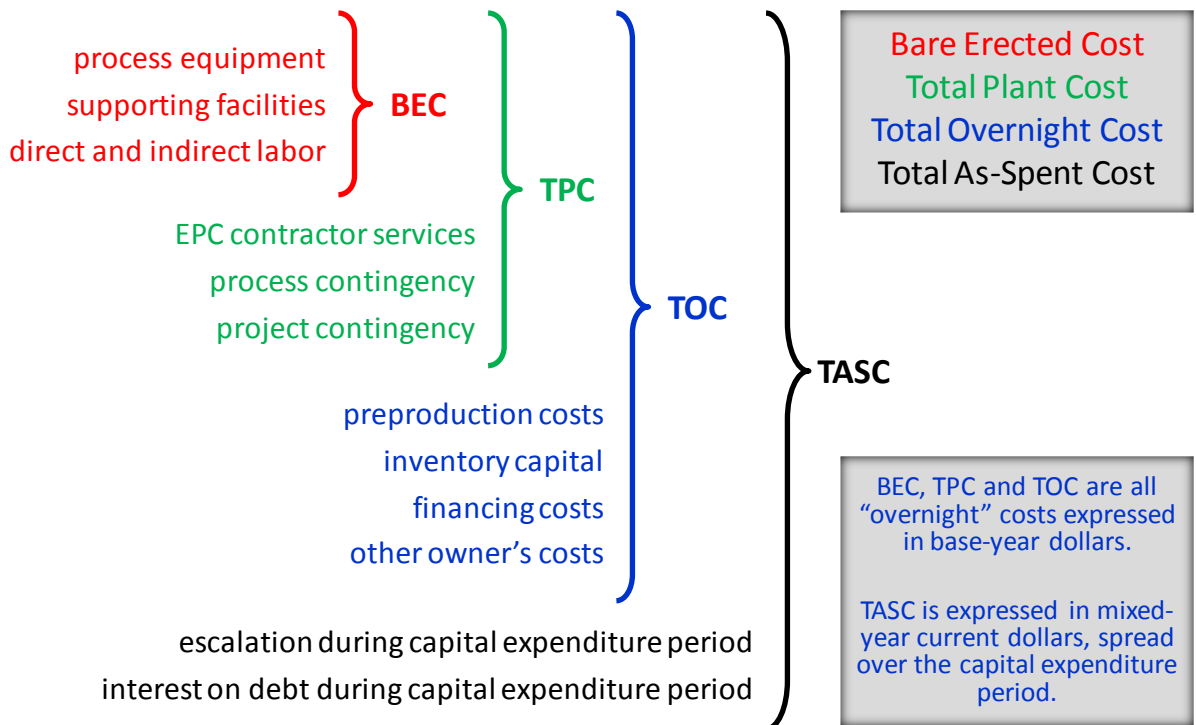 process equipment
supporting facilities
direct and indirect labor
BEC
EPC contractor services
process contingency
project contingency
TPC
preproduction costs
inventory capital
financing costs
other owner's costs
TOC
escalation during capital expenditure period
interest on debt during capital expenditure period
TASC
Bare Erected Cost
Total Plant Cost
Total Overnight Cost
Total As-Spent Cost
BEC, TPC and TOC are all
“overnight” costs expressed
in base-year dollars.
TASC is expressed in mixed-
year current dollars, spread
over the capital expenditure
period.